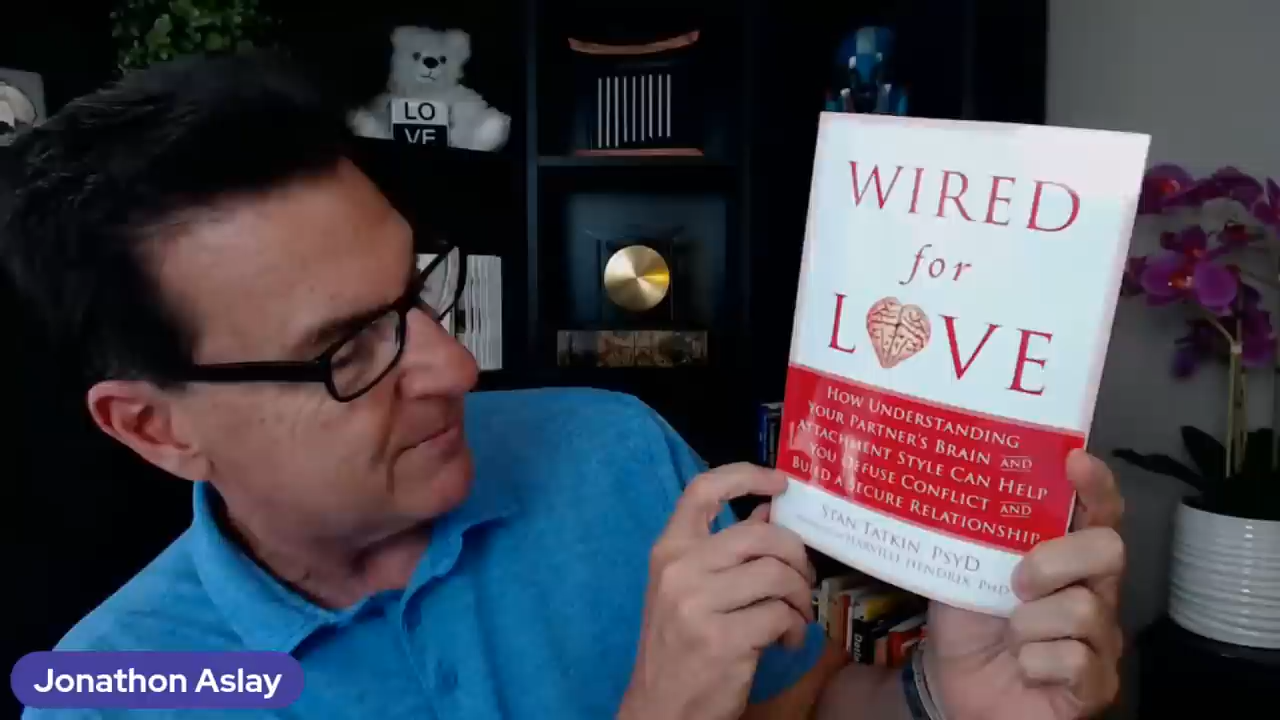 LO
VE
WIRED
for
LOVE
HOW UNDERSTANDING
YOUR PARTNER'S BRAIN AND
ATTACHMENT STYLE CAN HELP
YOU DEFUSE CONFLICT AND
BUILD A SECURE RELATIONSHIP
STAN TATKIN, PSYD
HARVILLE HENDRIX, PHD
Jonathon Aslay